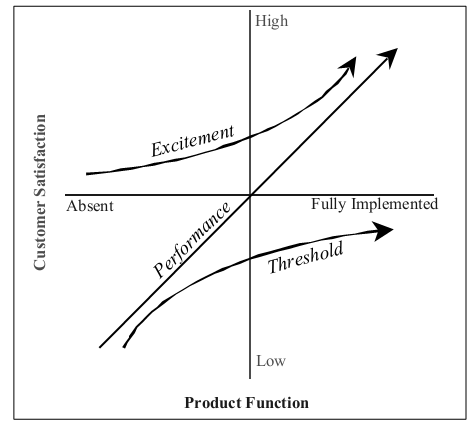 High
Excitement
Customer Satisfaction
Absent
Fully Implemented
Performance
Threshold
Low
Product Function